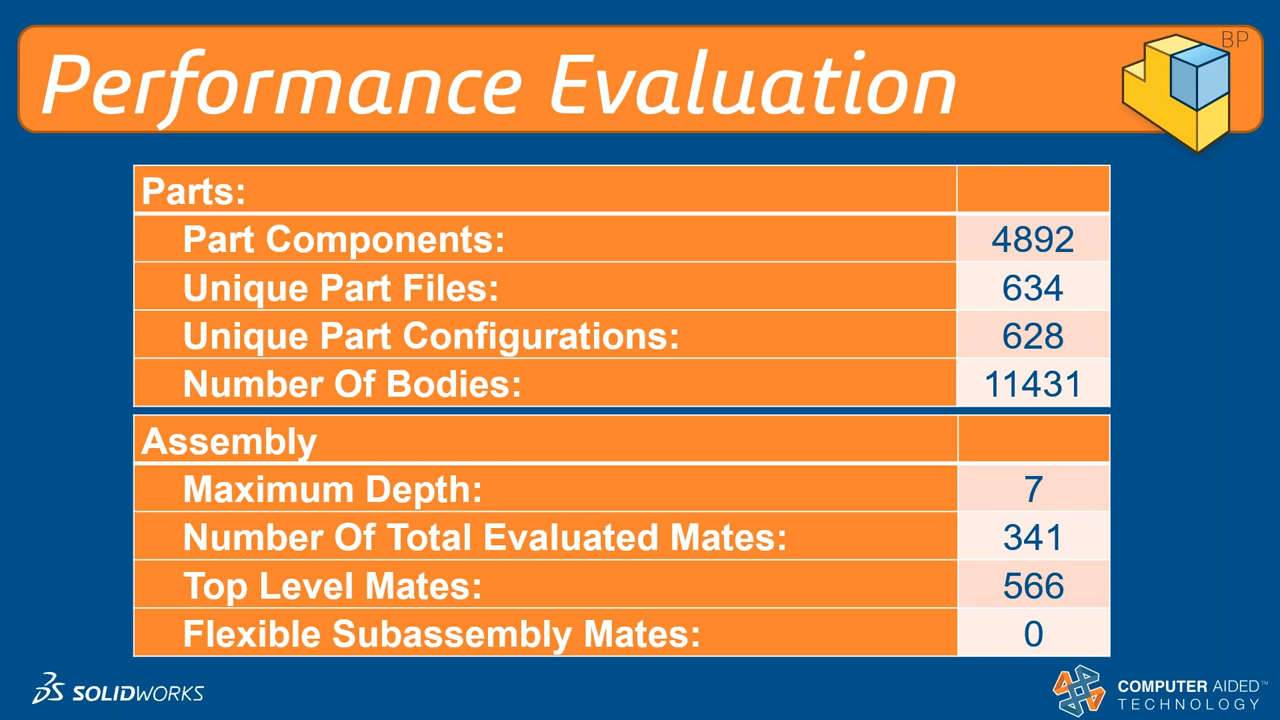 Performance Evaluation
BP
Parts:
Part Components: 4892
Unique Part Files: 634
Unique Part Configurations: 628
Number Of Bodies: 11431
Assembly
Maximum Depth: 7
Number Of Total Evaluated Mates: 341
Top Level Mates: 566
Flexible Subassembly Mates: 0
SOLIDWORKS
COMPUTER AIDED™
TECHNOLOGY